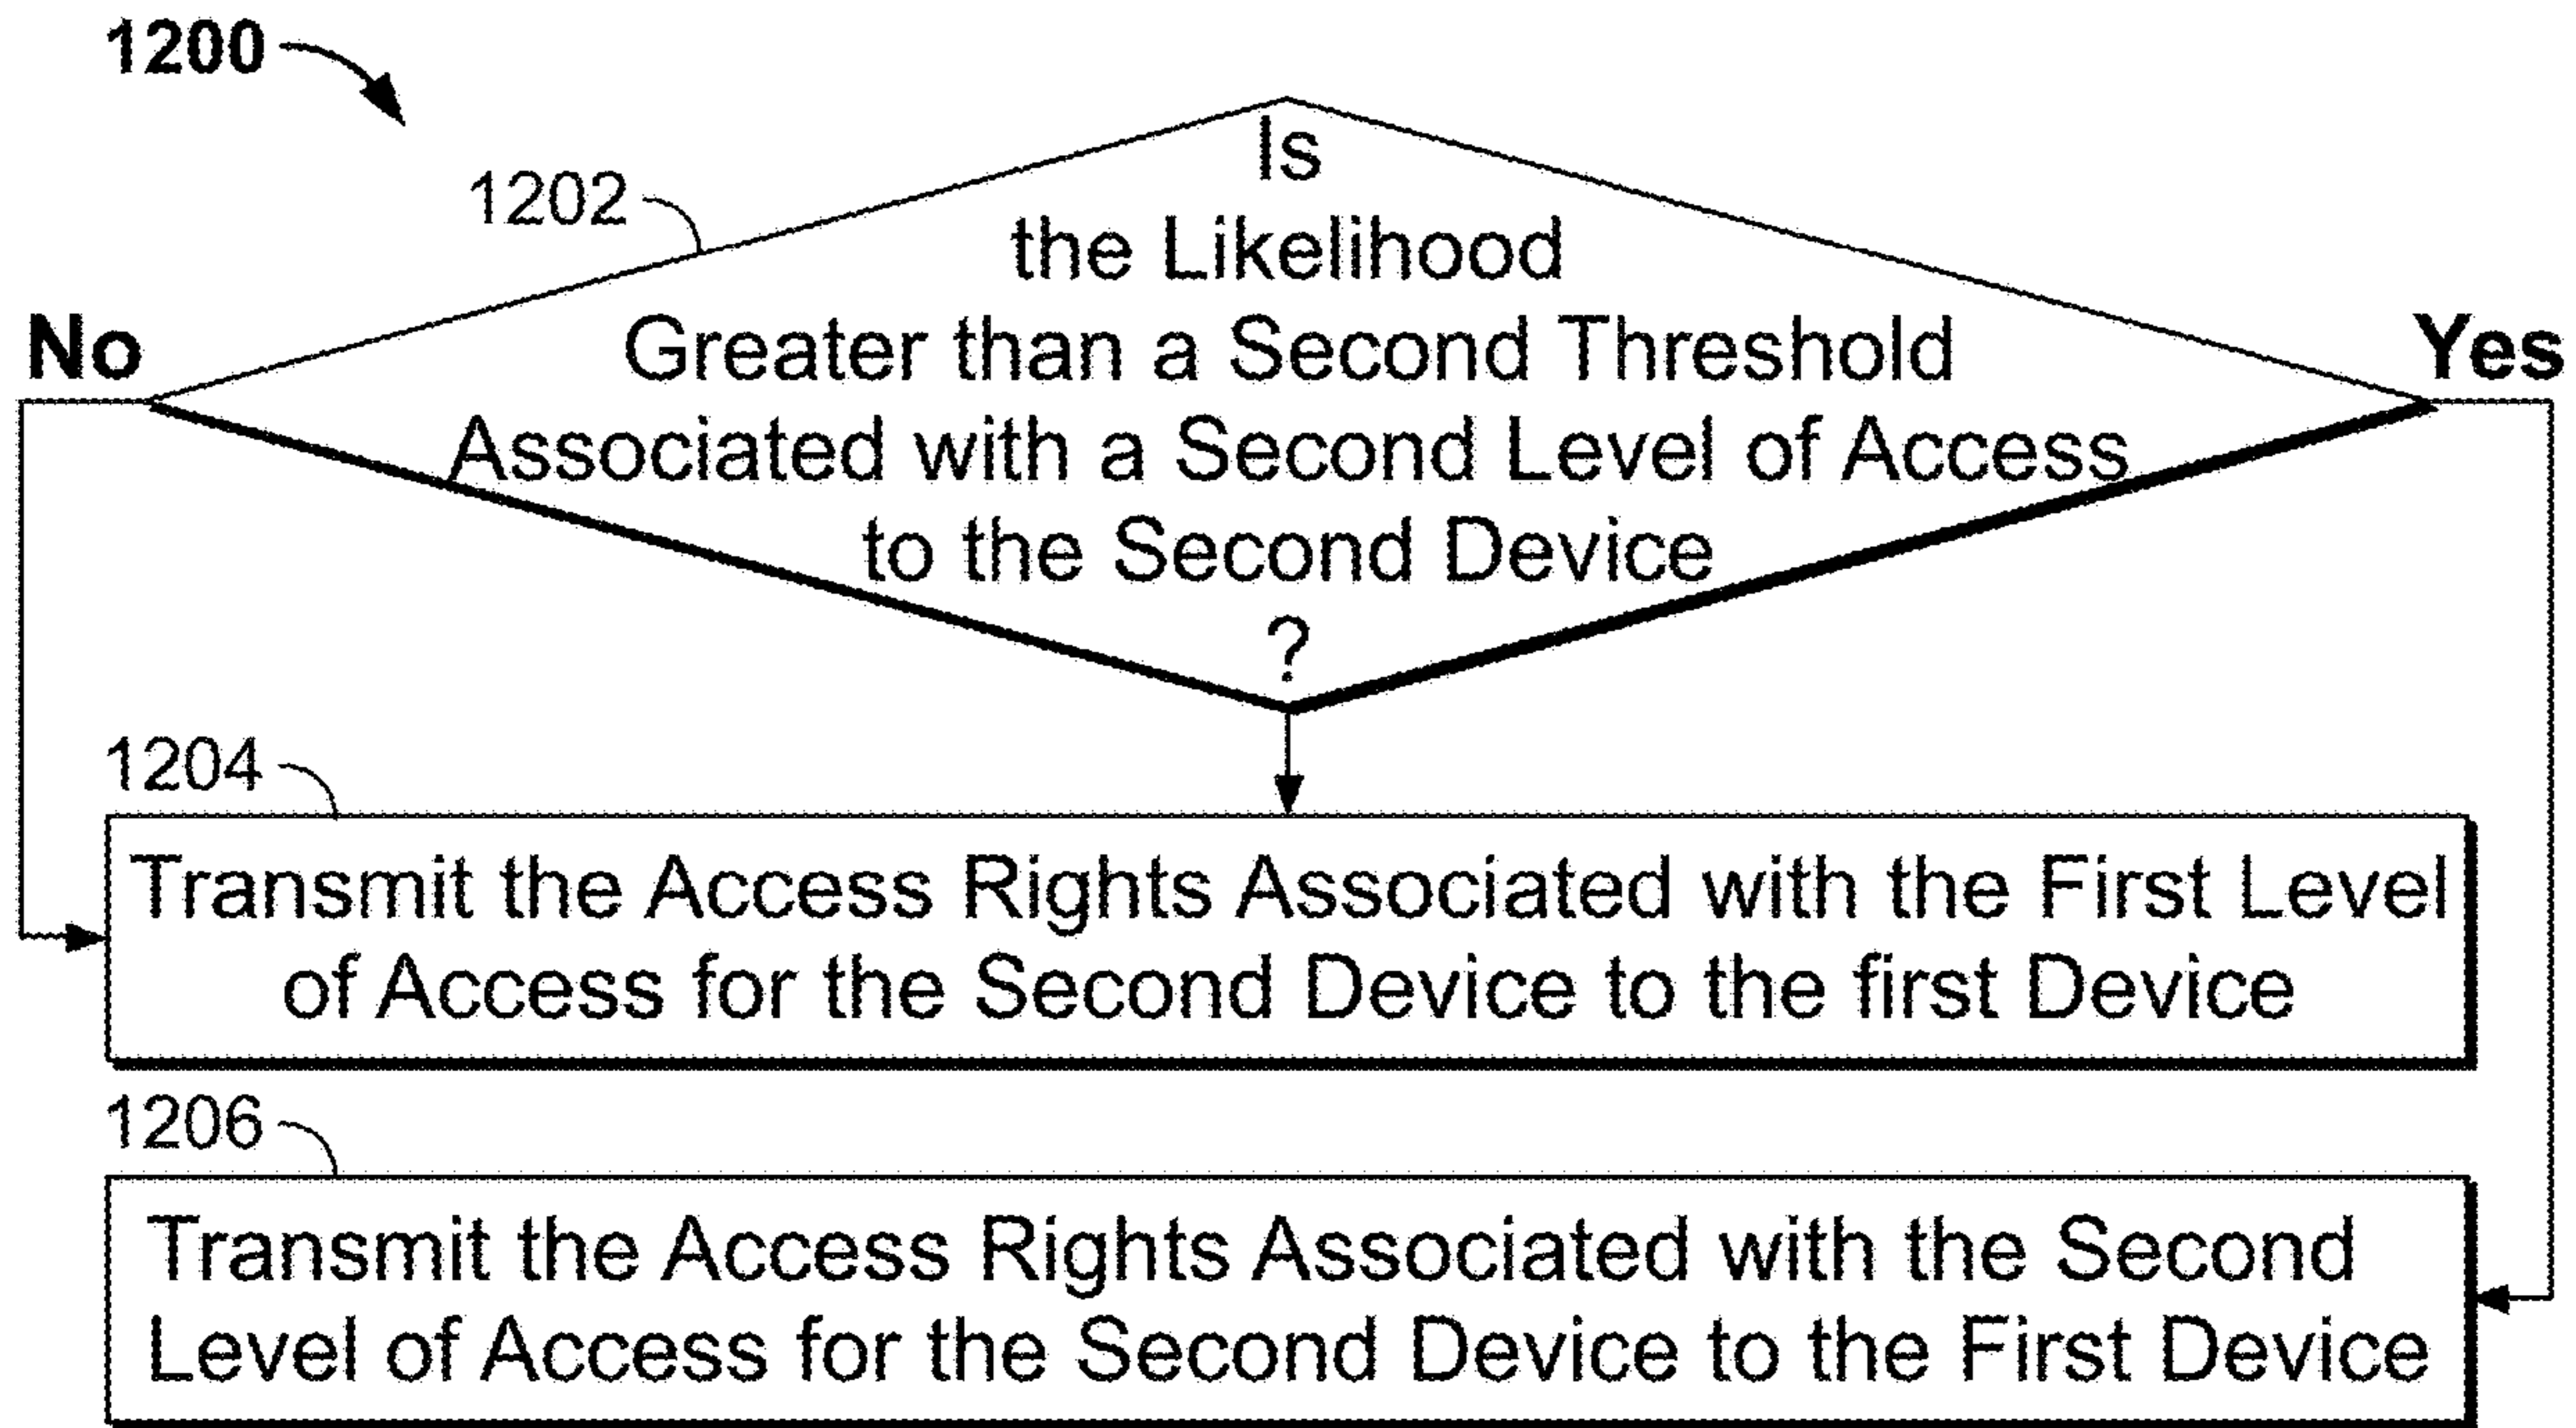 1200
1202
Is
the Likelihood
No
Greater than a Second Threshold
Yes
Associated with a Second Level of Access
to the Second Device
?
1204
Transmit the Access Rights Associated with the First Level
of Access for the Second Device to the first Device
1206
Transmit the Access Rights Associated with the Second
Level of Access for the Second Device to the First Device